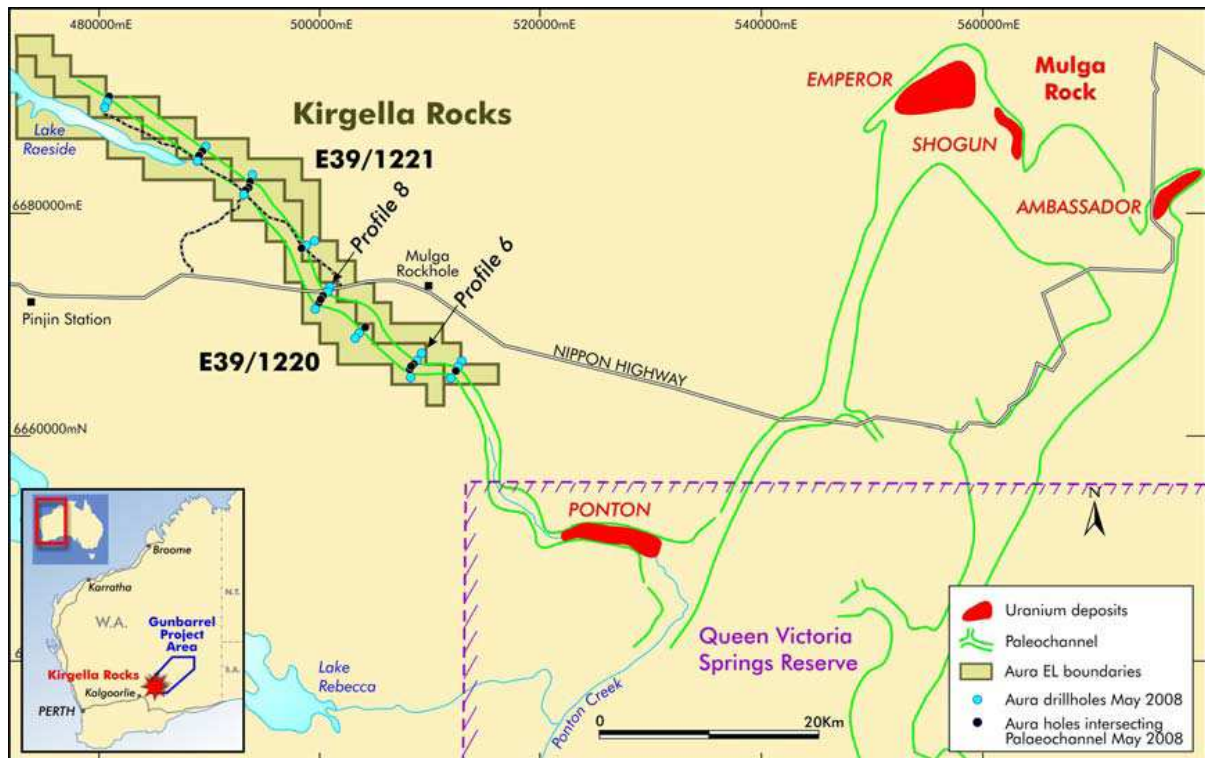 480000mE
500000mE
520000mE
540000mE
560000mE
EMPEROR
Mulga
Rock
Kirgella Rocks
Lake
Raeside
E39/1221
SHOGUN
Profile 8
AMBASSADOR
6680000mE
Mulga
Rockhole
Profile 6
Pinjin Station
E39/1220
NIPPON HIGHWAY
6660000mN
PONTON
N
Broome
Karratha
W.A.
N.T.
S.A.
Gunbarrel
Project
Area
Kirgella Rocks
Kalgoorlie
PERTH
Lake
Rebecca
Queen Victoria
Springs Reserve
Ponton Creek
0
20Km
Uranium deposits
Paleochannel
Aura EL boundaries
Aura drillholes May 2008
Aura holes intersecting
Palaeochannel May 2008